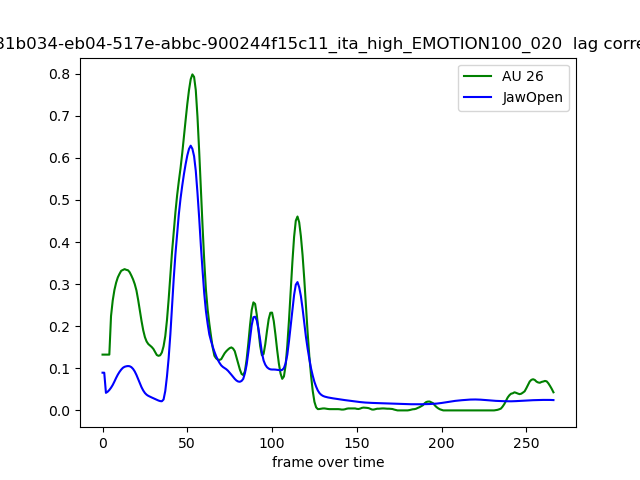 31b034-eb04-517e-abbc-900244f15c11_ita_high_EMOTION100_020 lag corre
AU 26
JawOpen
0.8
0.7
0.6
0.5
0.4
0.3
0.2
0.1
0.0
0 50 100 150 200 250
frame over time